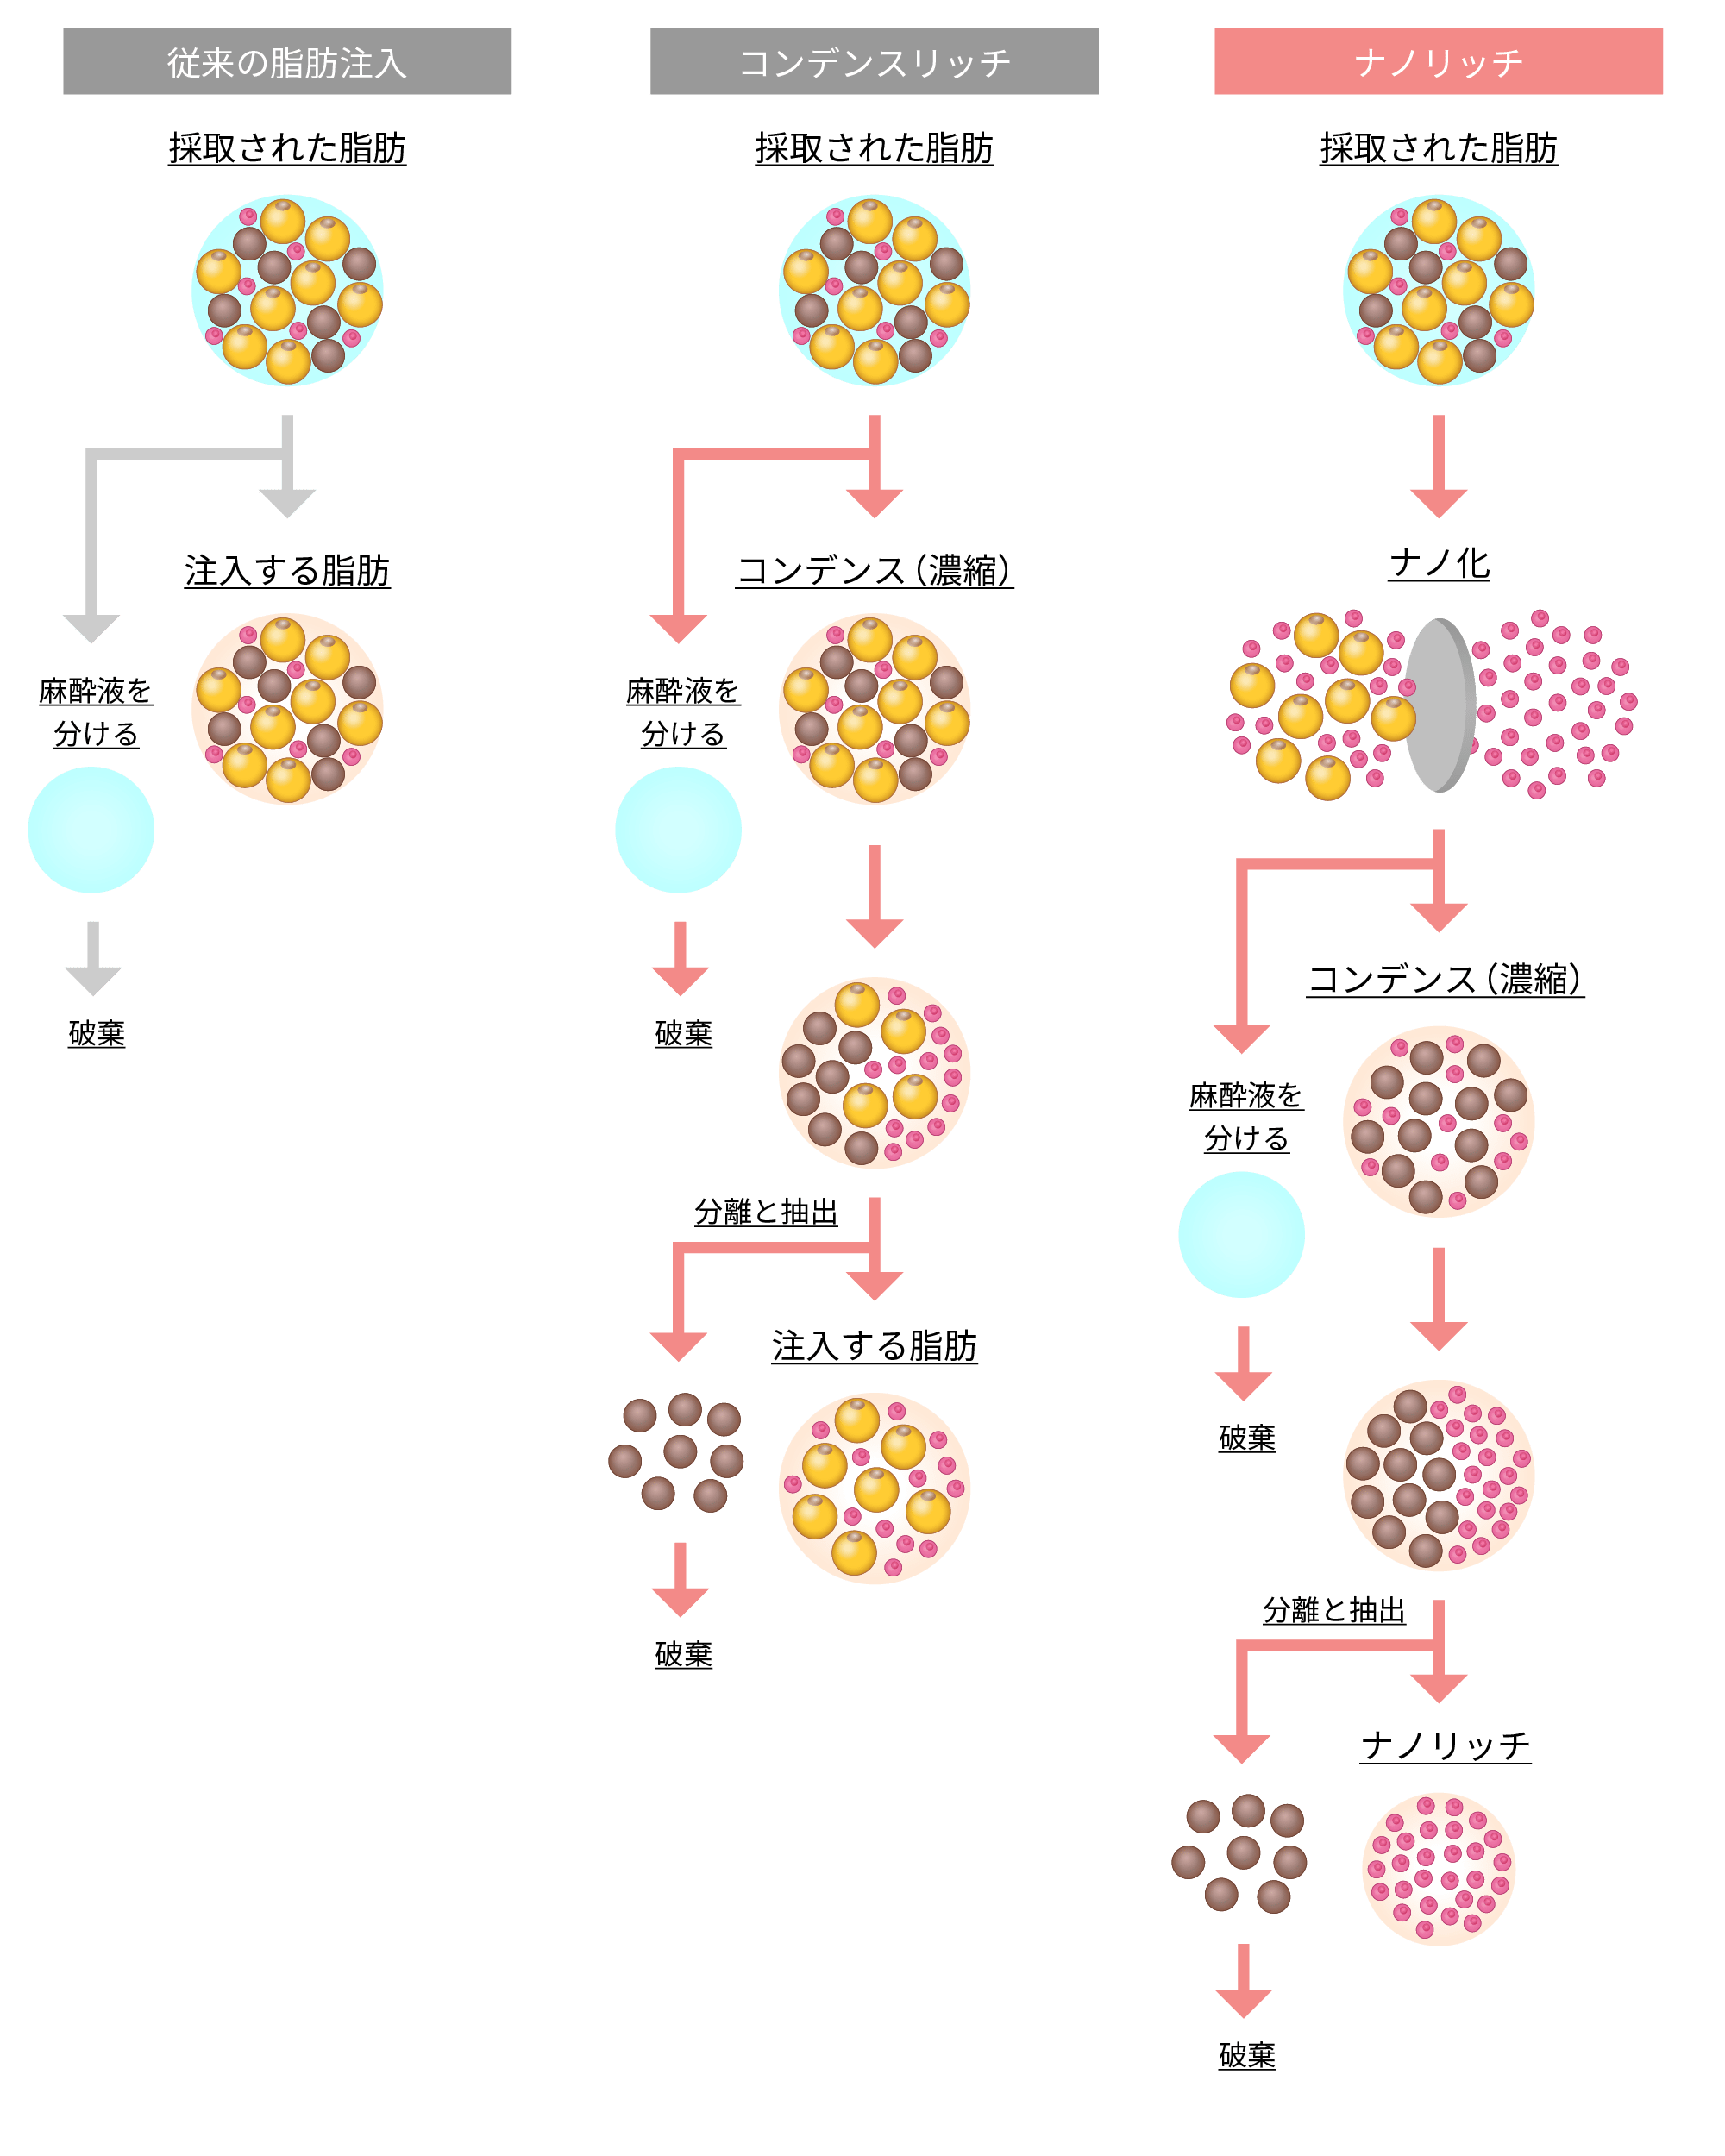 従来の脂肪注入
採取された脂肪
注入する脂肪
麻酔液を
分ける
破棄
コンデンスリッチ
採取された脂肪
コンデンス(濃縮)
麻酔液を
分ける
破棄
分離と抽出
注入する脂肪
破棄
ナノリッチ
採取された脂肪
ナノ化
コンデンス(濃縮)
麻酔液を
分ける
破棄
分離と抽出
ナノリッチ
破棄